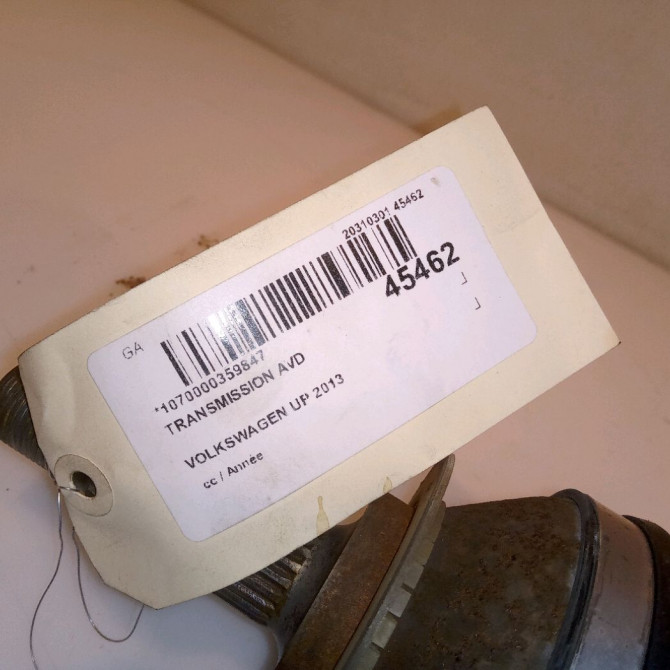 20310301 45462
GA
45462
*1070000359847
TRANSMISSION AVD
VOLKSWAGEN UP 2013
cc / Année